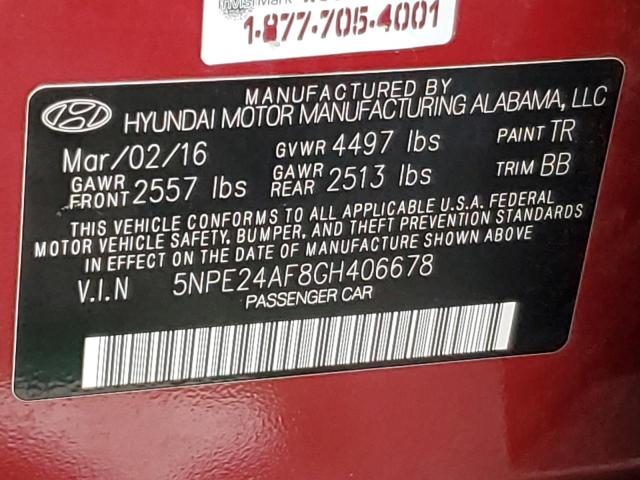 1-877-705-4001
MANUFACTURED BY
HYUNDAI MOTOR MANUFACTURING ALABAMA, LLC
Mar/02/16 GVWR 4497 lbs PAINT TR
GAWR FRONT 2557 lbs GAWR REAR 2513 lbs TRIM BB
THIS VEHICLE CONFORMS TO ALL APPLICABLE U.S.A. FEDERAL
MOTOR VEHICLE SAFETY, BUMPER, AND THEFT PREVENTION STANDARDS
IN EFFECT ON THE DATE OF MANUFACTURE SHOWN ABOVE
V.I.N 5NPE24AF8GH406678
PASSENGER CAR